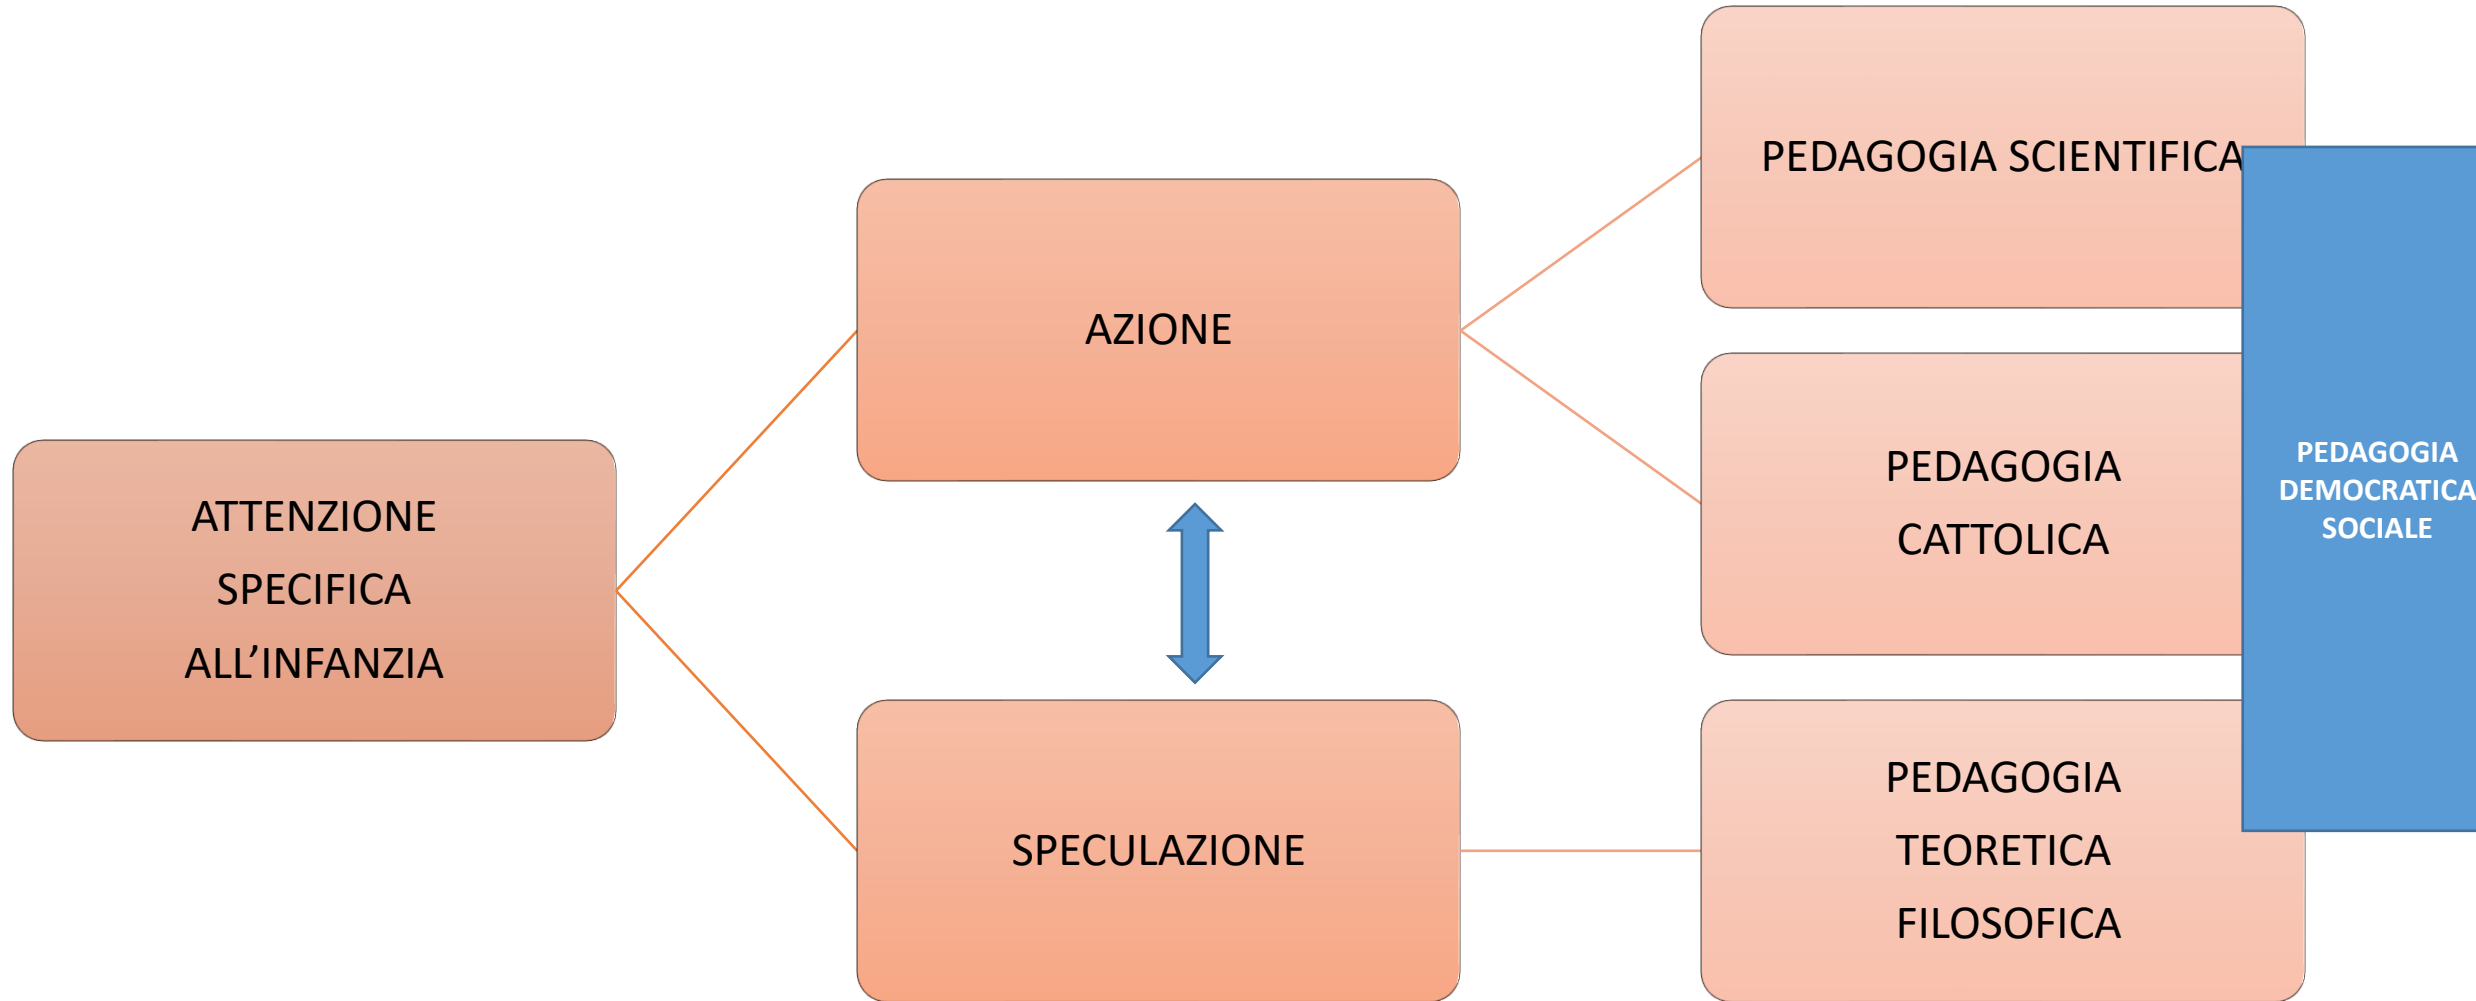 ATTENZIONE
SPECIFICA
ALL’INFANZIA
AZIONE
SPECULAZIONE
PEDAGOGIA SCIENTIFICA
PEDAGOGIA
CATTOLICA
PEDAGOGIA
TEORETICA
FILOSOFICA
PEDAGOGIA
DEMOCRATICA
SOCIALE